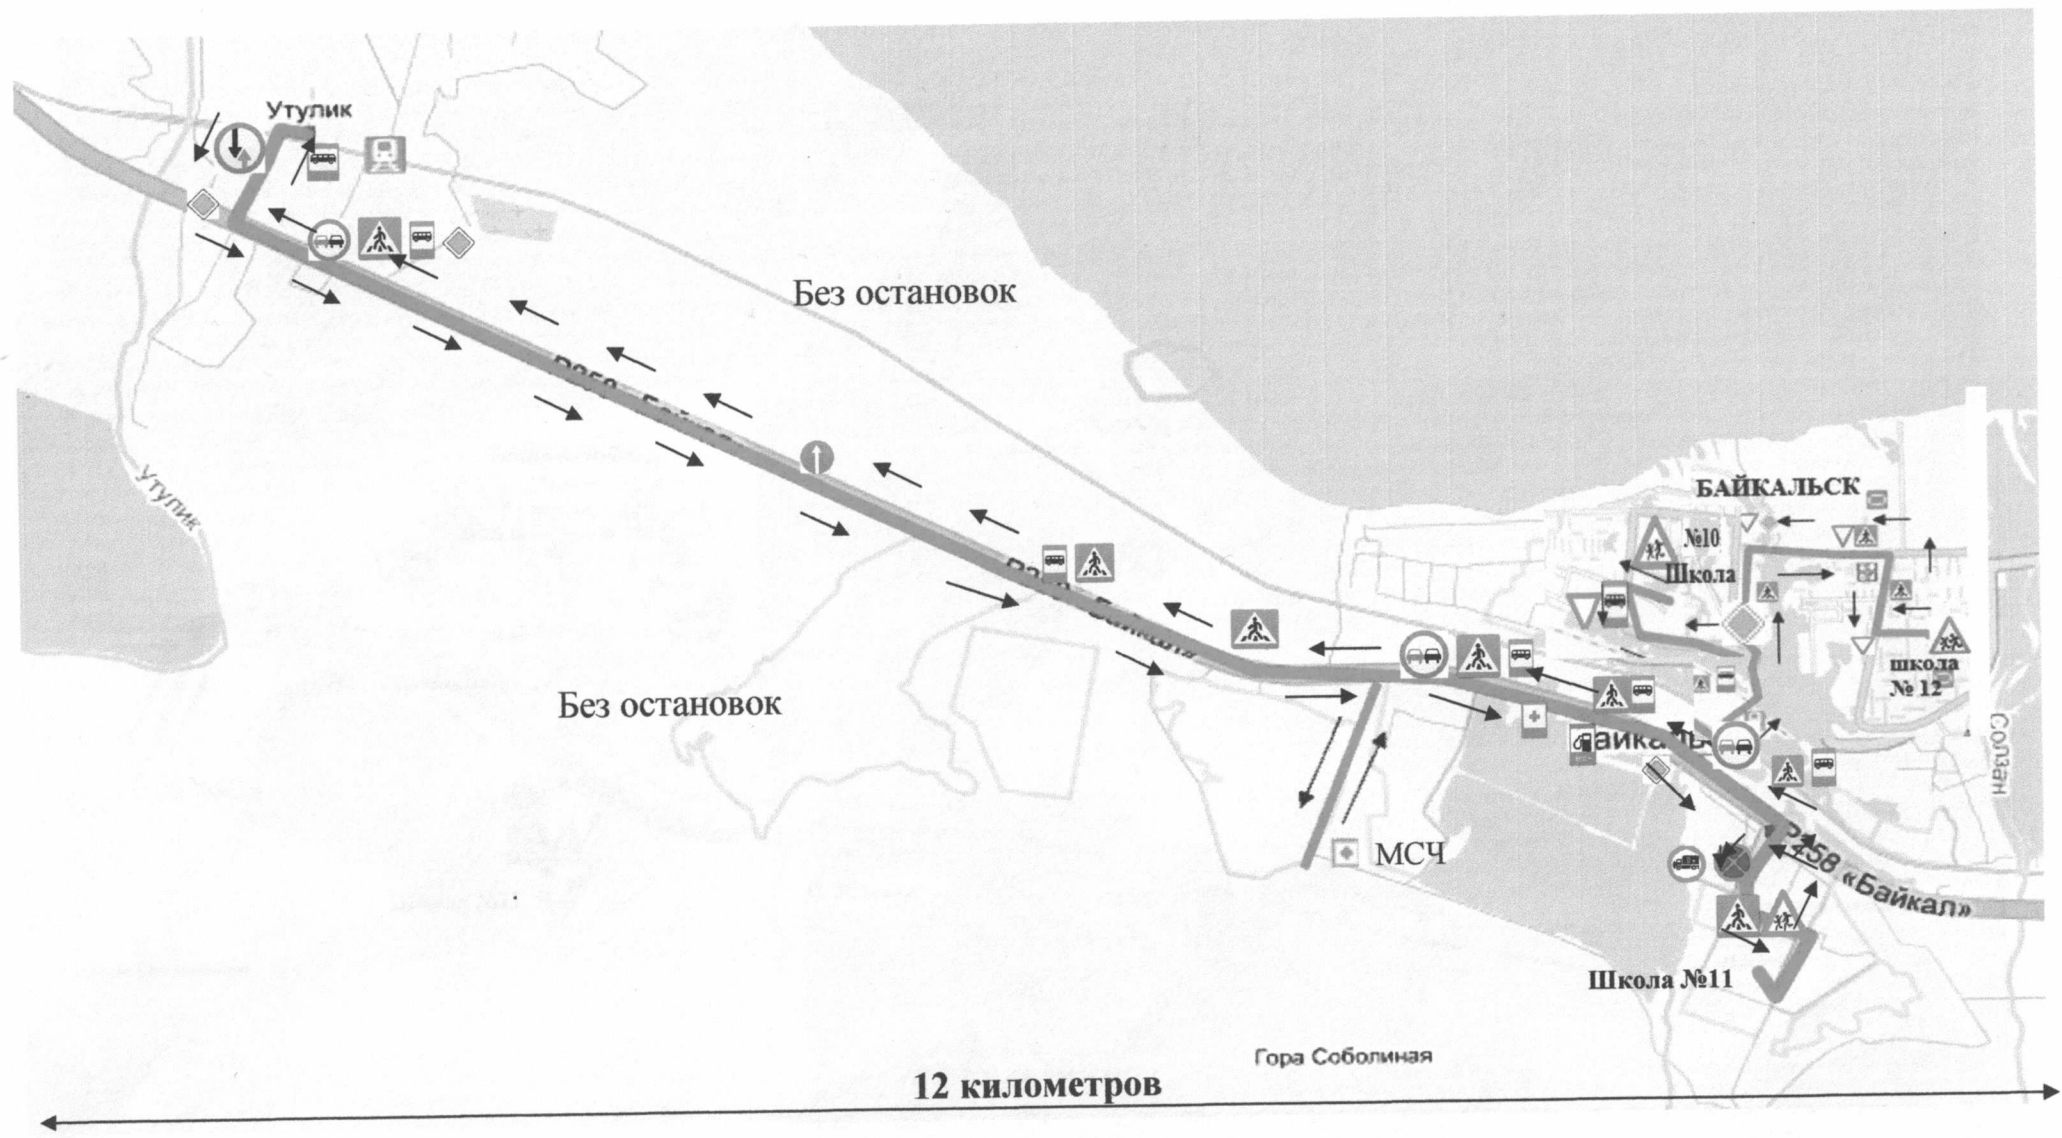 Утулик
Без остановок
Утулик
БАЙКАЛЬСК
№10
Школа
школа
№ 12
Без остановок
Солзан
МСЧ
Р258 «Байкал»
Школа №11
Гора Соболиная
12 километров